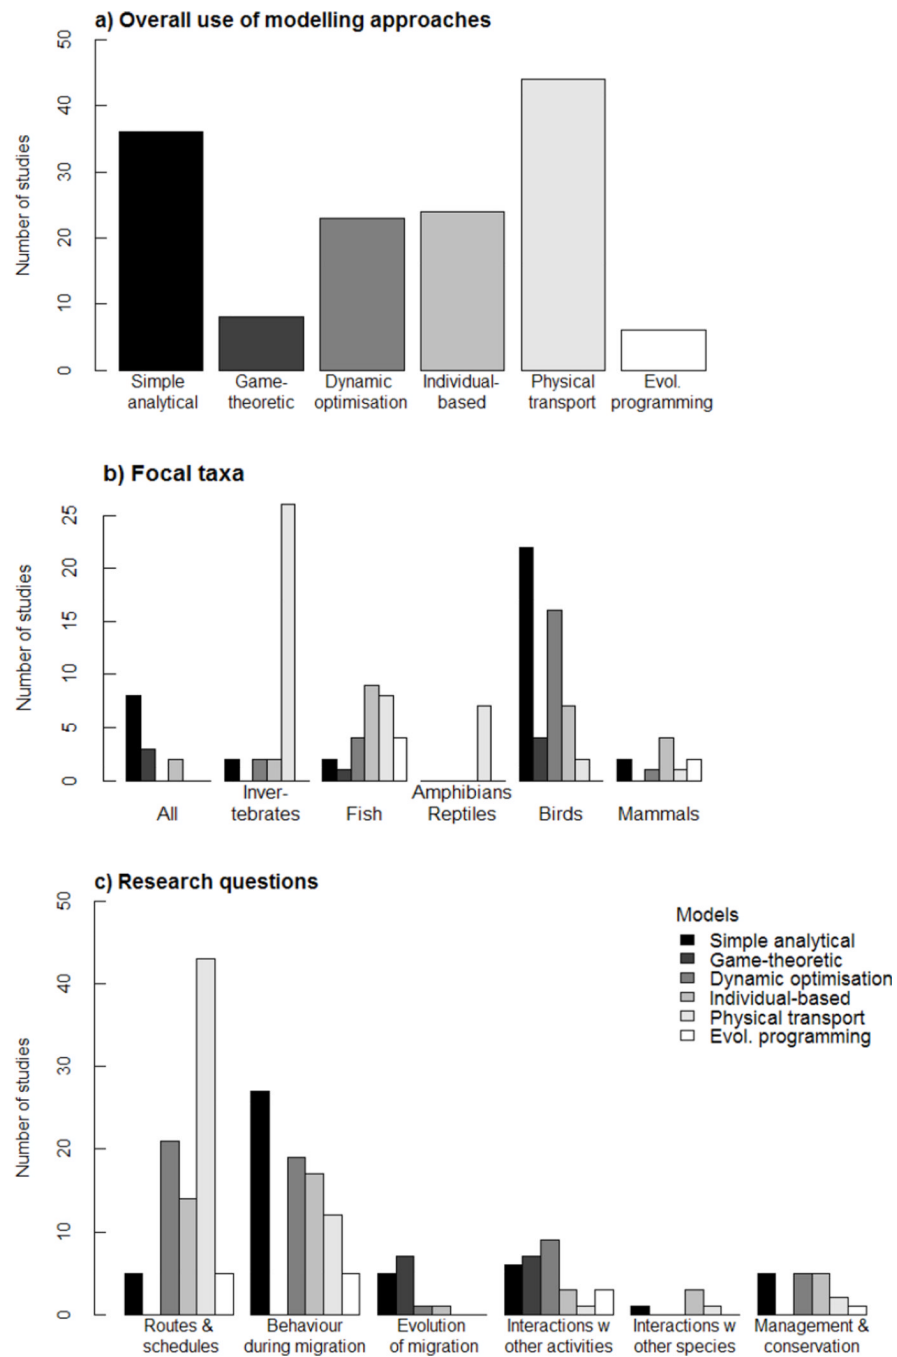 a) Overall use of modelling approaches
Number of studies
50
40
30
20
10
0
Simple analytical
Game-theoretic
Dynamic optimisation
Individual-based
Physical transport
Evol. programming
b) Focal taxa
Number of studies
25
20
15
10
5
0
All
Inver-tebrates
Fish
Amphibians Reptiles
Birds
Mammals
c) Research questions
Number of studies
50
40
30
20
10
0
Models
Simple analytical
Game-theoretic
Dynamic optimisation
Individual-based
Physical transport
Evol. programming
Routes & schedules
Behaviour during migration
Evolution of migration
Interactions w other activities
Interactions w other species
Management & conservation